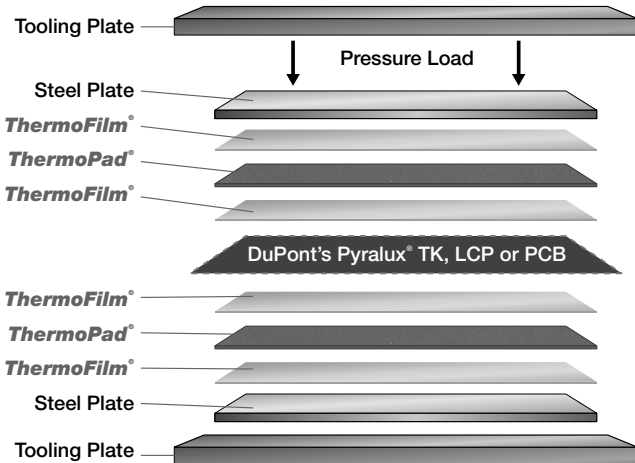 Tooling Plate
Pressure Load
Steel Plate
ThermoFilm®
ThermoPad®
ThermoFilm®
DuPont's Pyralux® TK, LCP or PCB
ThermoFilm®
ThermoPad®
ThermoFilm®
Steel Plate
Tooling Plate